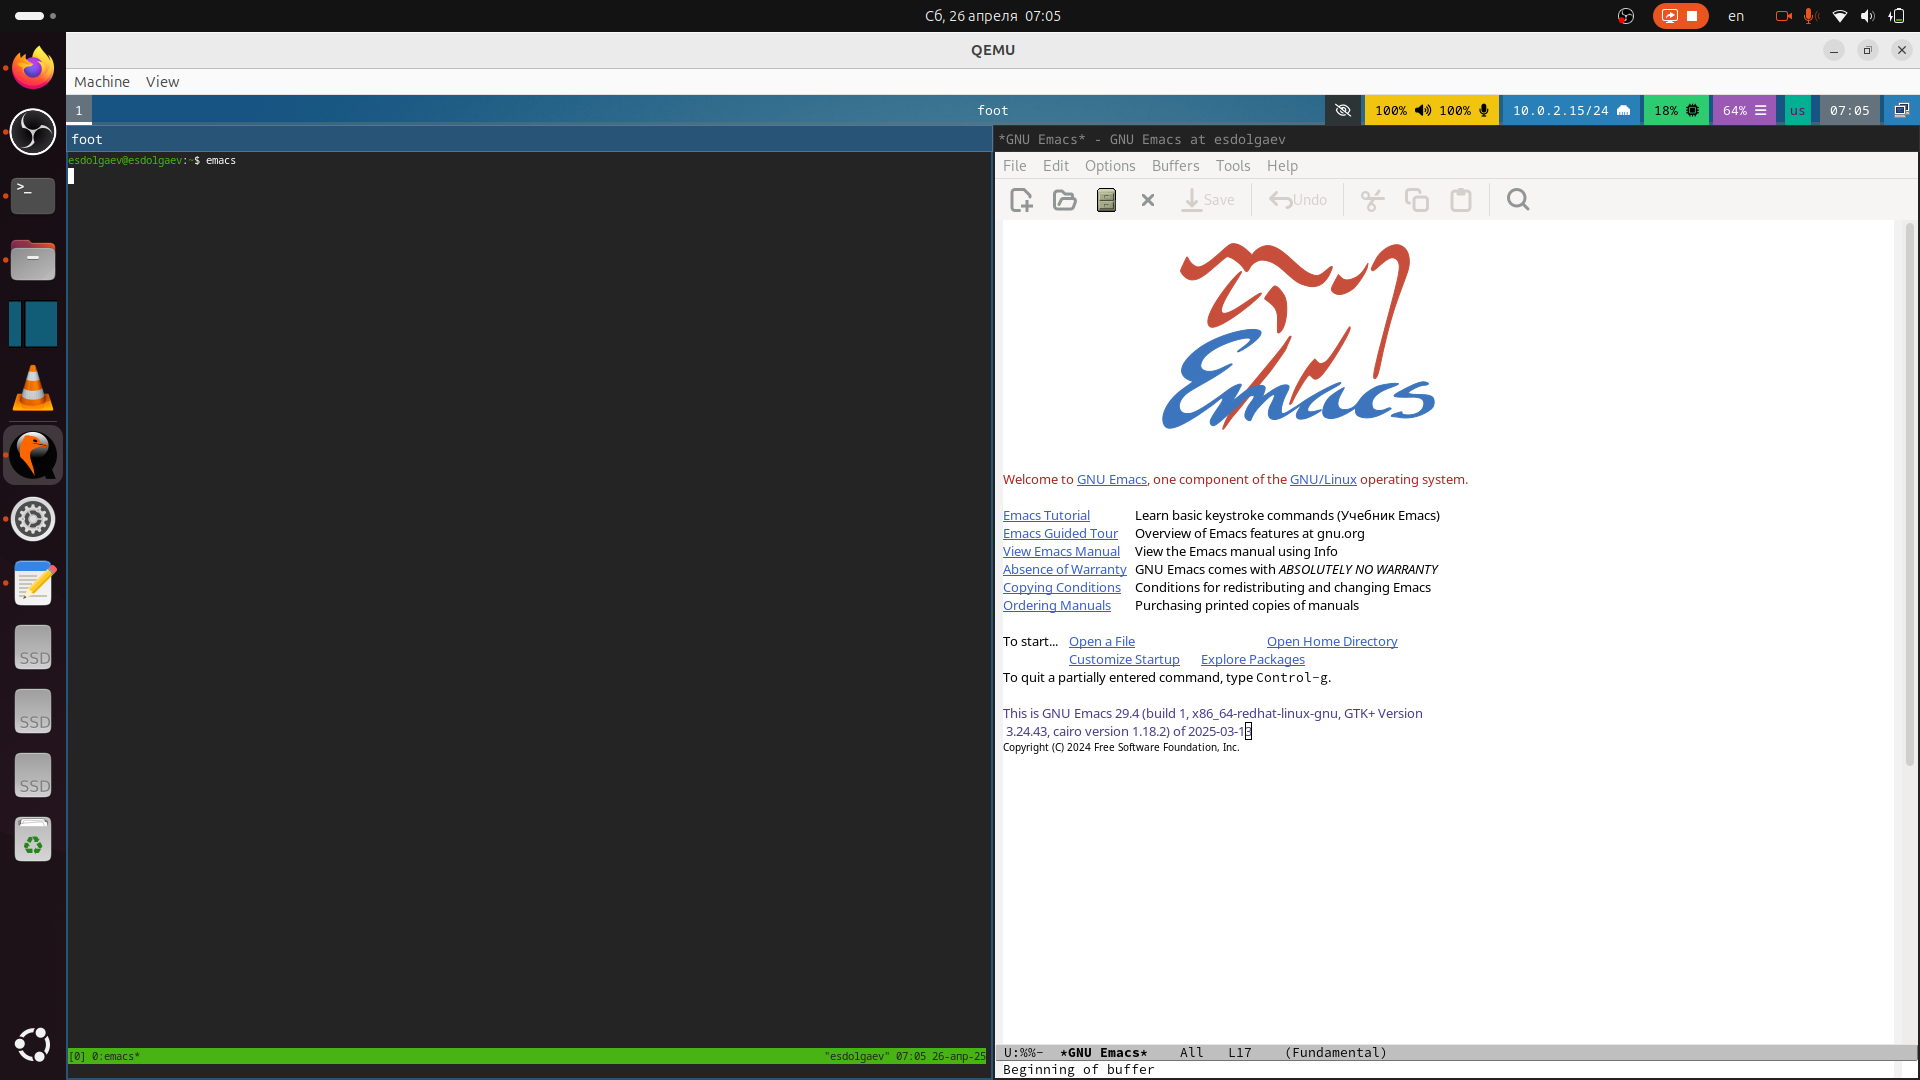 Сб, 26 апреля 07:05
en
QEMU
Machine View
1 foot 100% 100% 10.0.2.15/24 18% 64% us 07:05
foot
esdolgaev@esdolgaev:~$ emacs
[0] 0:emacs* "esdolgaev" 07:05 26-апр-25
*GNU Emacs* - GNU Emacs at esdolgaev
File Edit Options Buffers Tools Help
Save Undo
Emacs
Welcome to GNU Emacs, one component of the GNU/Linux operating system.
Emacs Tutorial Learn basic keystroke commands (Учебник Emacs)
Emacs Guided Tour Overview of Emacs features at gnu.org
View Emacs Manual View the Emacs manual using Info
Absence of Warranty GNU Emacs comes with ABSOLUTELY NO WARRANTY
Copying Conditions Conditions for redistributing and changing Emacs
Ordering Manuals Purchasing printed copies of manuals
To start... Open a File Open Home Directory
Customize Startup Explore Packages
To quit a partially entered command, type Control-g.
This is GNU Emacs 29.4 (build 1, x86_64-redhat-linux-gnu, GTK+ Version
3.24.43, cairo version 1.18.2) of 2025-03-13
Copyright (C) 2024 Free Software Foundation, Inc.
U:%%- *GNU Emacs* All L17 (Fundamental)
Beginning of buffer
>_
SSD
SSD
SSD